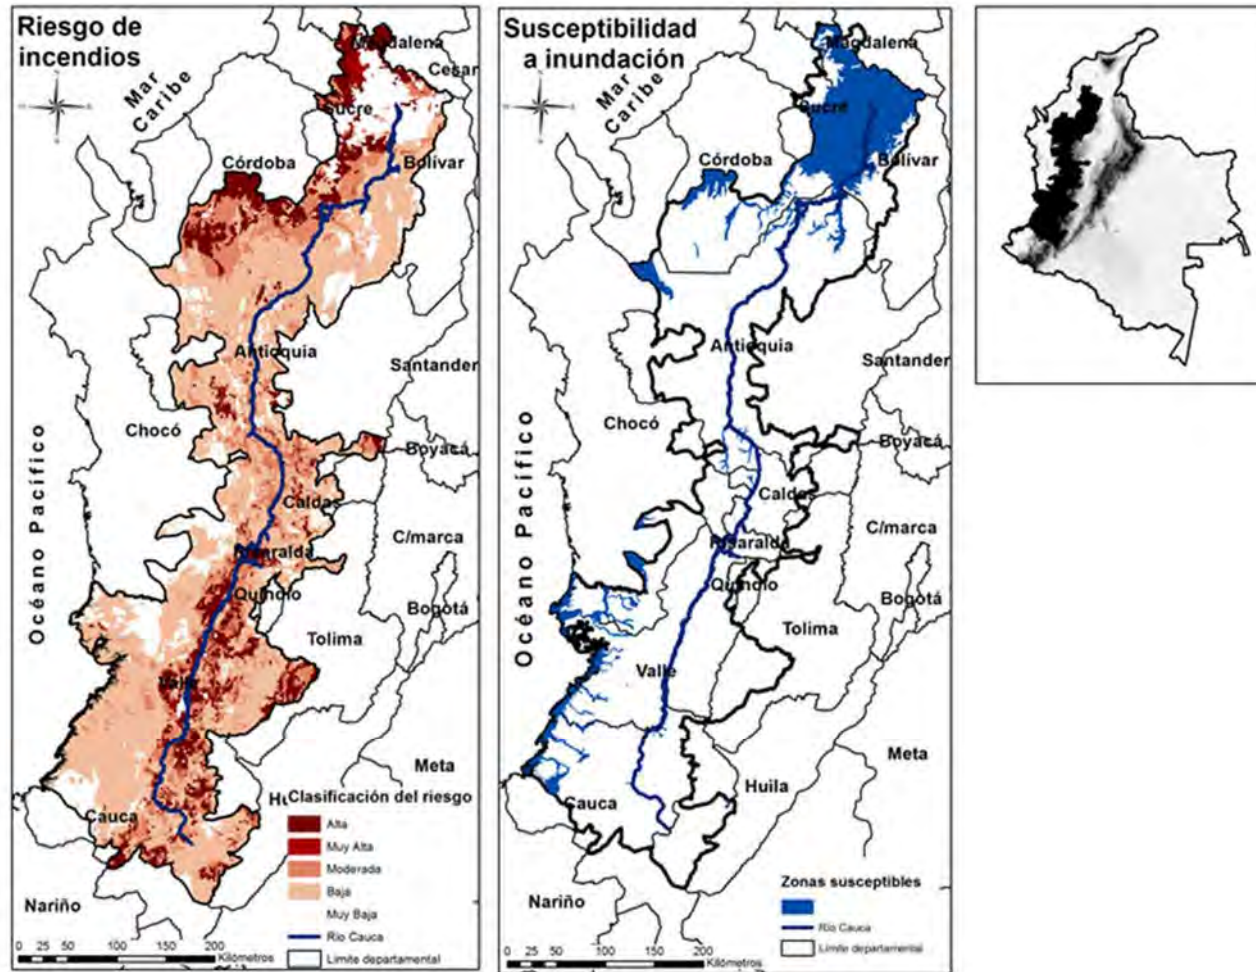 Riesgo de
incendios
Magdalena
Cesar
Mar
Caribe
Sucre
Córdoba
Bolívar
Antioquia
Santander
Chocó
Boyacá
Océano Pacífico
Caldas
C/marca
Risaralda
Quindío
Bogotá
Tolima
Valle
Meta
Cauca
Nariño
Clasificación del riesgo
Alta
Muy Alta
Moderada
Baja
Muy Baja
Río Cauca
Límite departamental
0 25 50 100 150 200
Kilómetros
Susceptibilidad
a inundación
Magdalena
Mar
Caribe
Sucre
Córdoba
Bolívar
Antioquia
Santander
Chocó
Boyacá
Océano Pacífico
Caldas
C/marca
Risaralda
Quindío
Bogotá
Tolima
Valle
Meta
Huila
Cauca
Nariño
Zonas susceptibles
Río Cauca
Límite departamental
0 25 50 100 150 200
Kilómetros